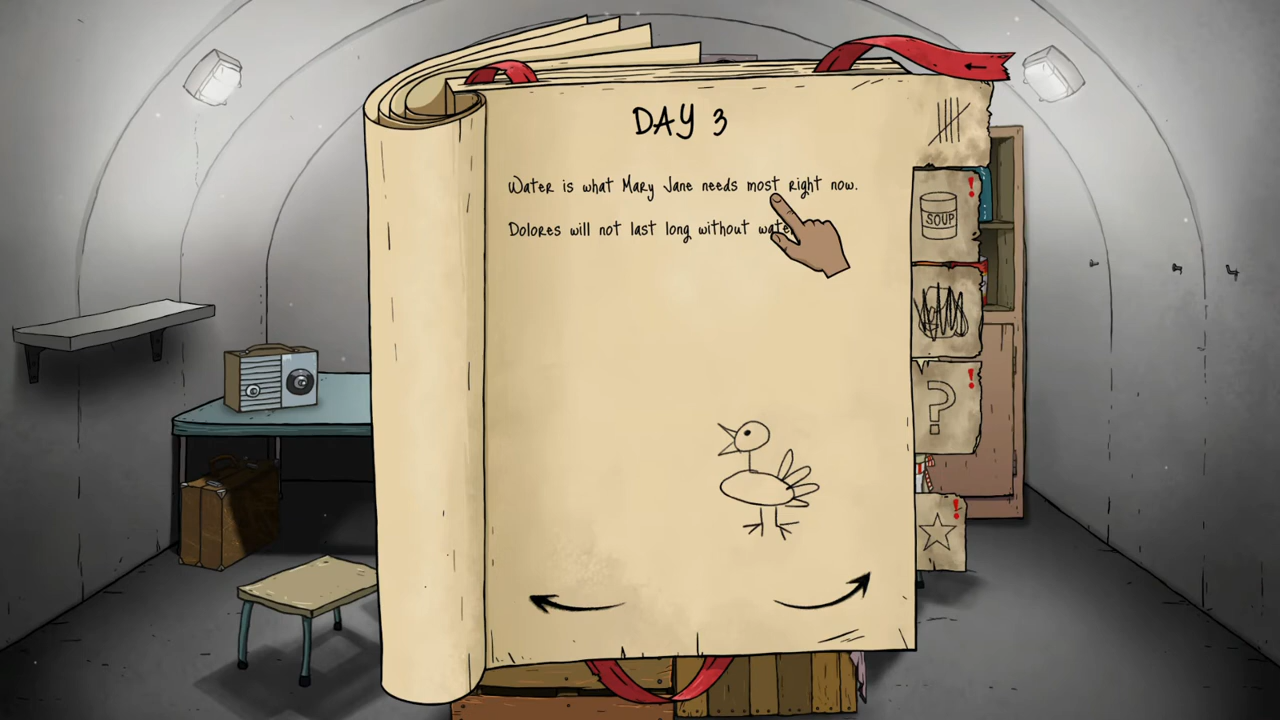 DAY 3
Water is what Mary Jane needs most right now.
Dolores will not last long without
SOUP